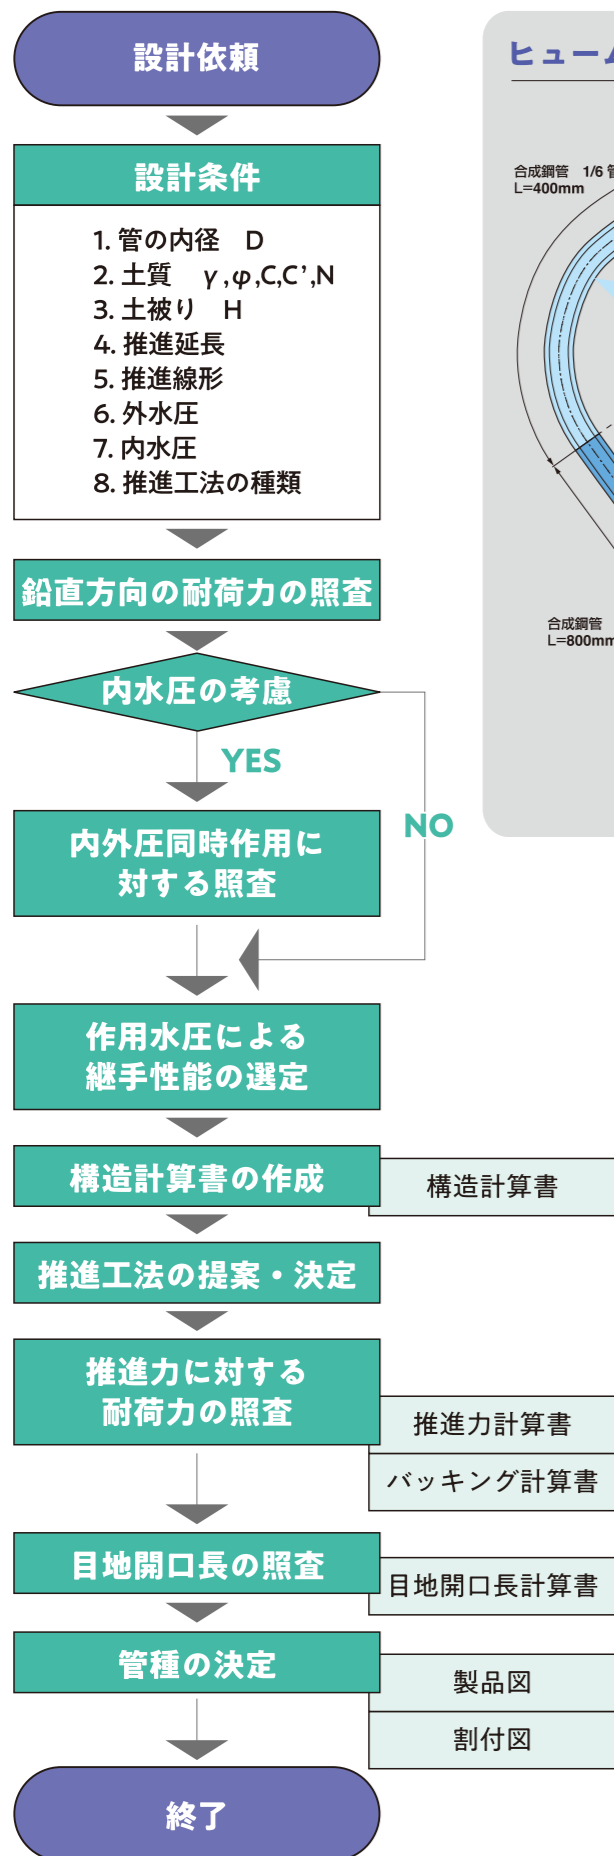 設計依頼
設計条件
1. 管の内径　D
2. 土質　γ,φ,C,C',N
3. 土被り　H
4. 推進延長
5. 推進線形
6. 外水圧
7. 内水圧
8. 推進工法の種類
鉛直方向の耐荷力の照査
内水圧の考慮
YES
NO
内外圧同時作用に
対する照査
作用水圧による
継手性能の選定
構造計算書の作成
構造計算書
推進工法の提案・決定
推進力に対する
耐荷力の照査
推進力計算書
バッキング計算書
目地開口長の照査
目地開口長計算書
管種の決定
製品図
割付図
終了
ヒューム
合成鋼管　1/6 管
L=400mm
合成鋼管
L=800mm